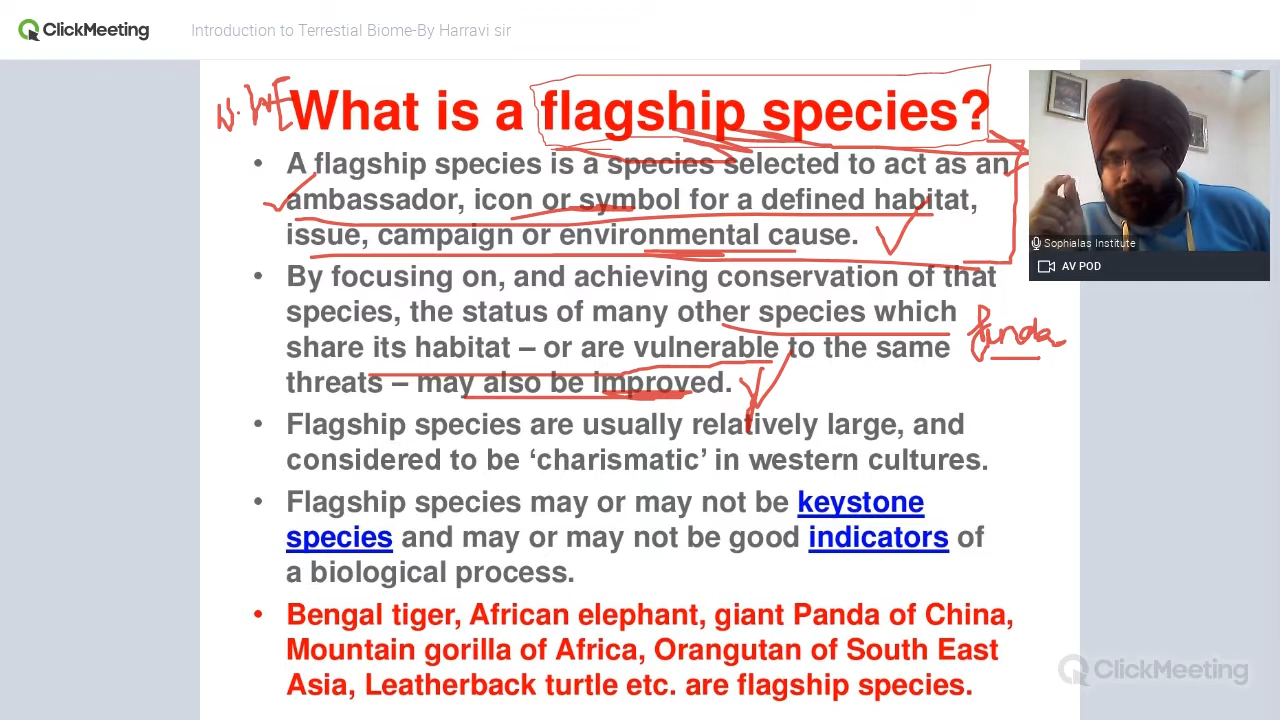 ClickMeeting
Introduction to Terrestial Biome-By Harravi sir
What is a flagship species?
• A flagship species is a species selected to act as an
ambassador, icon or symbol for a defined habitat,
issue, campaign or environmental cause.
• By focusing on, and achieving conservation of that
species, the status of many other species which
share its habitat – or are vulnerable to the same
threats – may also be improved.
funda
• Flagship species are usually relatively large, and
considered to be ‘charismatic’ in western cultures.
• Flagship species may or may not be keystone
species and may or may not be good indicators of
a biological process.
• Bengal tiger, African elephant, giant Panda of China,
Mountain gorilla of Africa, Orangutan of South East
Asia, Leatherback turtle etc. are flagship species.
Sophialas Institute
AV POD
ClickMeeting